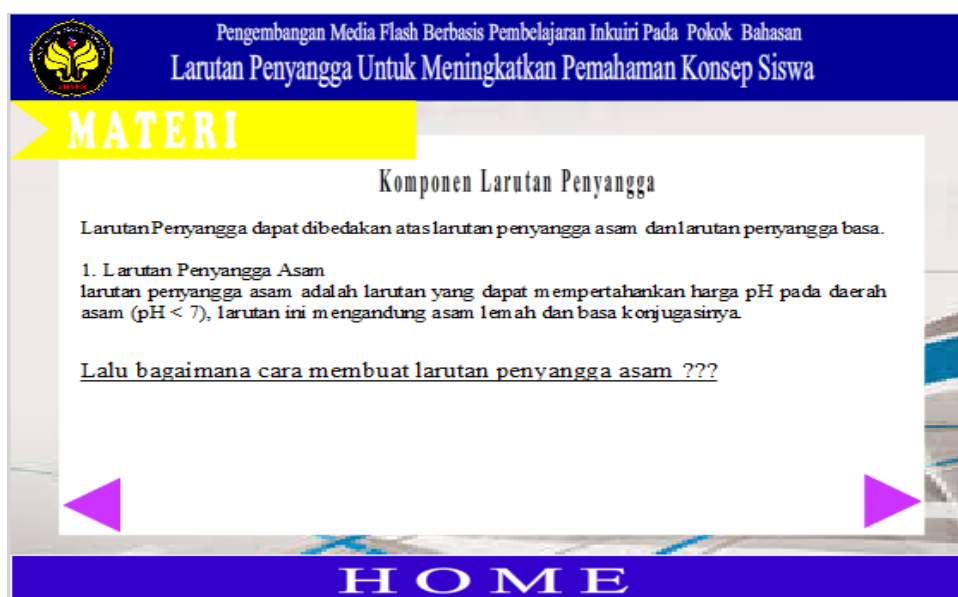 Pengembangan Media Flash Berbasis Pembelajaran Inkuiri Pada Pokok Bahasan
Larutan Penyangga Untuk Meningkatkan Pemahaman Konsep Siswa
MATERI
Komponen Larutan Penyangga
Larutan Penyangga dapat dibedakan atas larutan penyangga asam dan larutan penyangga basa.
1. Larutan Penyangga Asam
larutan penyangga asam adalah larutan yang dapat mempertahankan harga pH pada daerah
asam (pH < 7), larutan ini mengandung asam lemah dan basa konjugasinya.
Lalu bagaimana cara membuat larutan penyangga asam ???
HOME